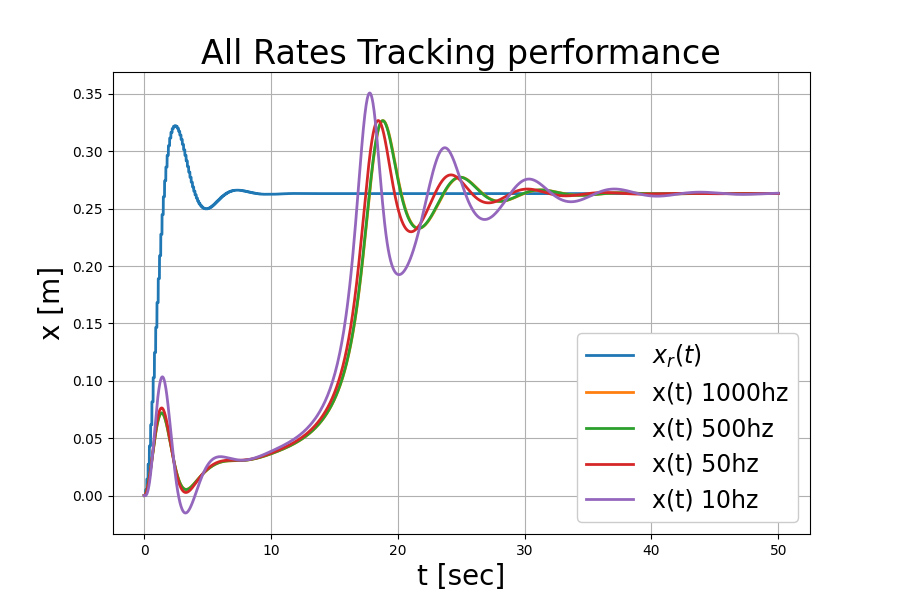 All Rates Tracking performance
0.35
0.30
0.25
0.20
0.15
0.10
0.05
0.00
x [m]
0 10 20 30 40 50
t [sec]
x_r(t)
x(t) 1000hz
x(t) 500hz
x(t) 50hz
x(t) 10hz